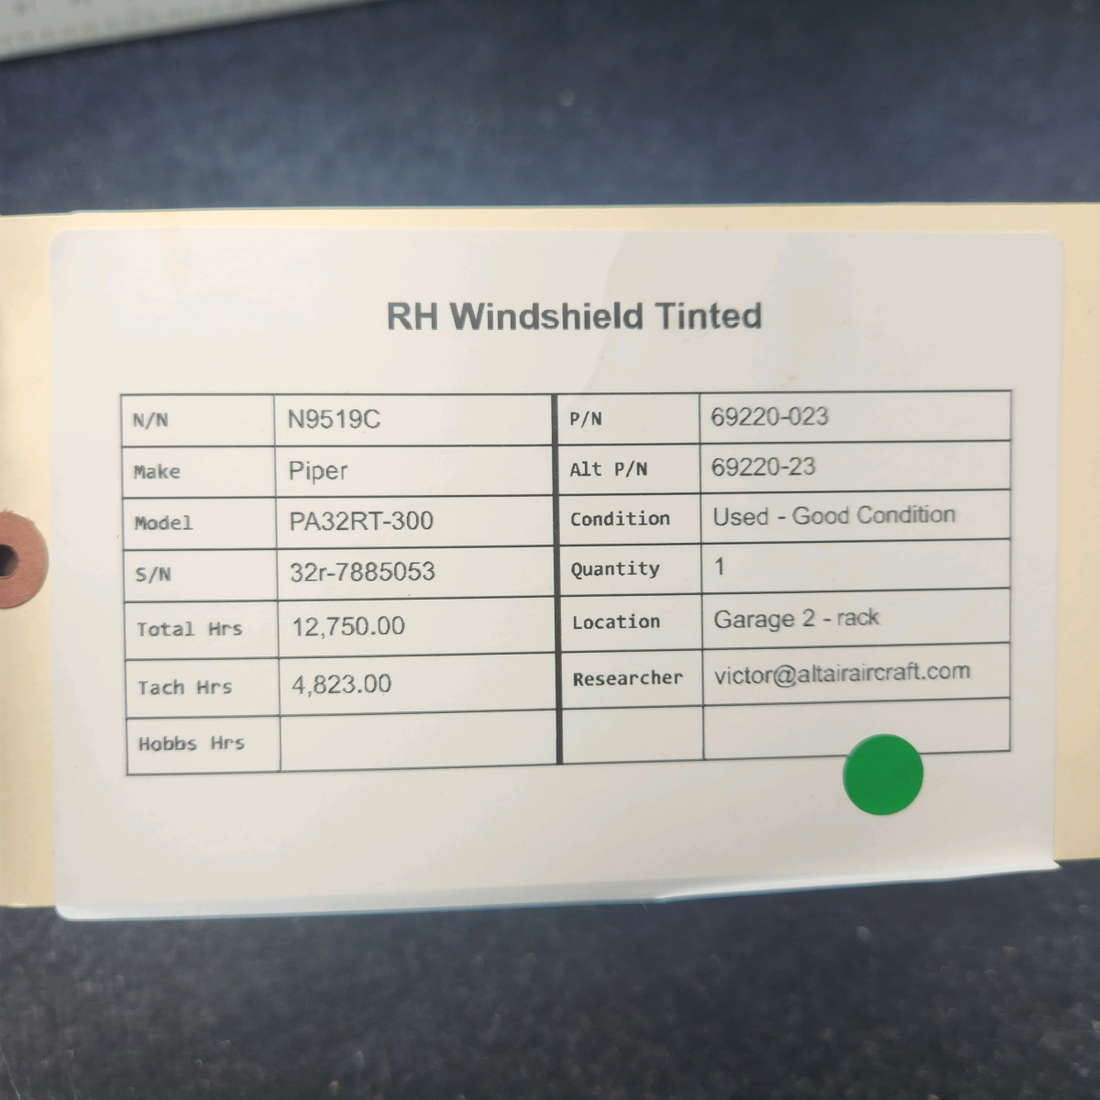 RH Windshield Tinted
N/N N9519C P/N 69220-023
Make Piper Alt P/N 69220-23
Model PA32RT-300 Condition Used - Good Condition
S/N 32r-7885053 Quantity 1
Total Hrs 12,750.00 Location Garage 2 - rack
Tach Hrs 4,823.00 Researcher victor@altairaircraft.com
Hobbs Hrs